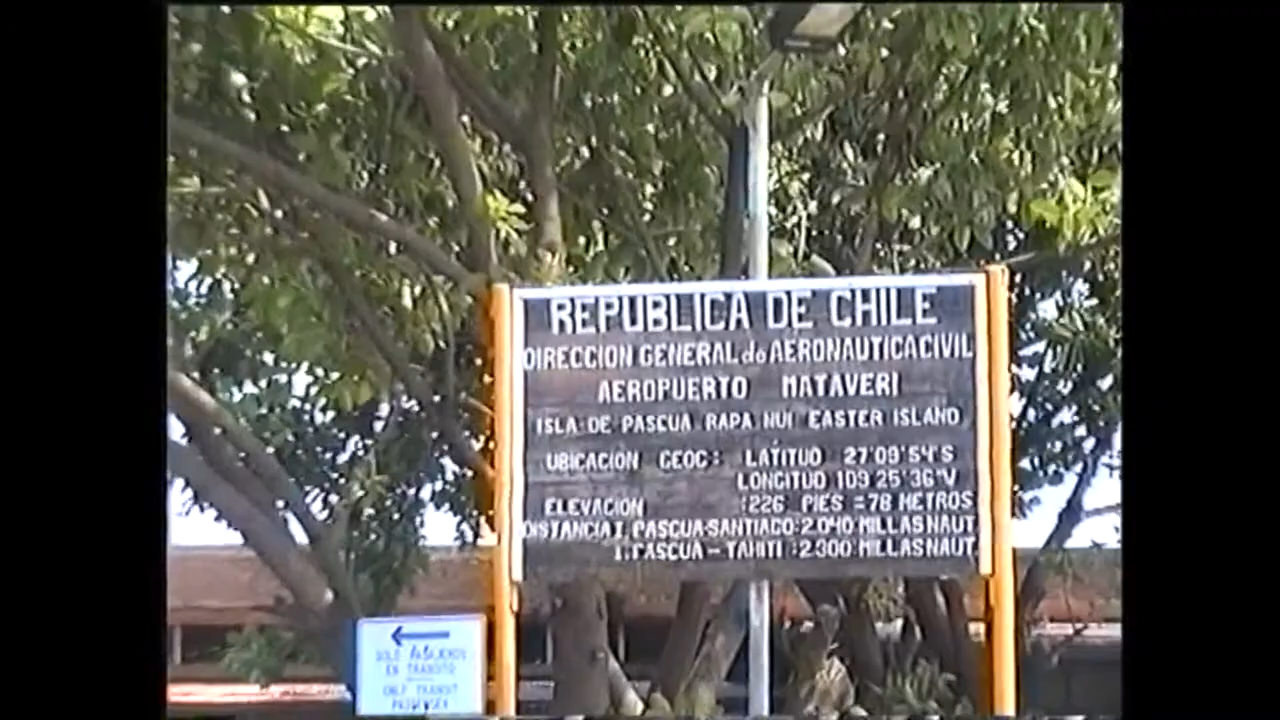 REPUBLICA DE CHILE
DIRECCION GENERAL de AERONAUTICA CIVIL
AEROPUERTO MATAVERI
ISLA DE PASCUA RAPA NUI EASTER ISLAND
UBICACION GEOG: LATITUD 27°09'54"S
LONGITUD 109 25'36"W
ELEVACION :226 PIES = 78 METROS
DISTANCIA I. PASCUA-SANTIAGO: 2.040 MILLAS NAUT.
I. PASCUA - TAHITI :2300 MILLAS NAUT.
SOLO PASAJEROS
EN TRANSITO
ONLY TRANSIT
PASSENGER